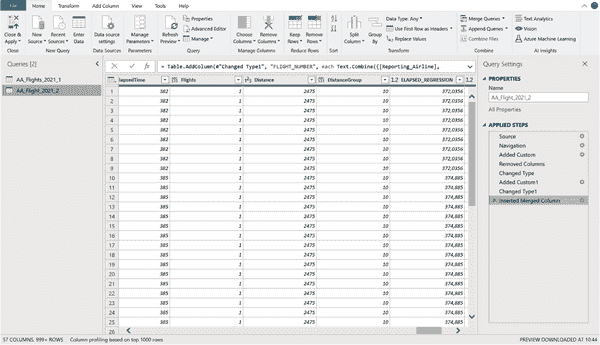 File Home Transform Add Column View Tools Help
Close & Apply New Source Recent Sources Enter Data Data source settings Manage Parameters Refresh Preview Properties Advanced Editor Manage Choose Columns Remove Columns Keep Rows Remove Rows Split Column Group By Data Type: Any Use First Row as Headers Replace Values Merge Queries Append Queries Combine Files Text Analytics Vision Azure Machine Learning
Close New Query Data Sources Parameters Query Manage Columns Reduce Rows Sort Transform Combine AI Insights
Queries [2]
AA_Flights_2021_1
AA_Flight_2021_2
= Table.AddColumn(#"Changed Type1", "FLIGHT_NUMBER", each Text.Combine({[Reporting_Airline],
lapsedTime Flights Distance DistanceGroup 1.2 ELAPSED_REGRESSION 1.2
1 382 1 2475 10 372,0356
2 382 1 2475 10 372,0356
3 382 1 2475 10 372,0356
4 382 1 2475 10 372,0356
5 382 1 2475 10 372,0356
6 382 1 2475 10 372,0356
7 382 1 2475 10 372,0356
8 382 1 2475 10 372,0356
9 382 1 2475 10 372,0356
10 385 1 2475 10 374,885
11 385 1 2475 10 374,885
12 385 1 2475 10 374,885
13 385 1 2475 10 374,885
14 385 1 2475 10 374,885
15 385 1 2475 10 374,885
16 385 1 2475 10 374,885
17 385 1 2475 10 374,885
18 385 1 2475 10 374,885
19 385 1 2475 10 374,885
20 385 1 2475 10 374,885
21 385 1 2475 10 374,885
22 385 1 2475 10 374,885
23 385 1 2475 10 374,885
24 385 1 2475 10 374,885
25 385 1 2475 10 374,885
26
Query Settings
PROPERTIES
Name
AA_Flight_2021_2
All Properties
APPLIED STEPS
Source
Navigation
Added Custom
Removed Columns
Changed Type
Added Custom1
Changed Type1
Inserted Merged Column
57 COLUMNS, 999+ ROWS Column profiling based on top 1000 rows
PREVIEW DOWNLOADED AT 10:44